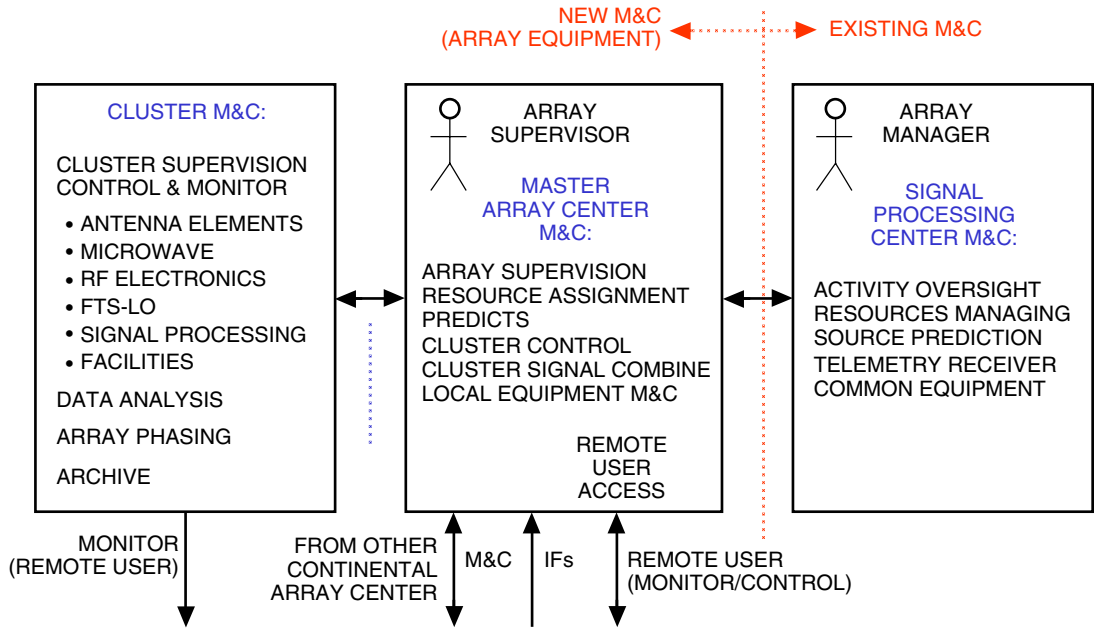 NEW M&C
(ARRAY EQUIPMENT)
EXISTING M&C
CLUSTER M&C:
CLUSTER SUPERVISION
CONTROL & MONITOR
• ANTENNA ELEMENTS
• MICROWAVE
• RF ELECTRONICS
• FTS-LO
• SIGNAL PROCESSING
• FACILITIES
DATA ANALYSIS
ARRAY PHASING
ARCHIVE
ARRAY
SUPERVISOR
MASTER
ARRAY CENTER
M&C:
ARRAY SUPERVISION
RESOURCE ASSIGNMENT
PREDICTS
CLUSTER CONTROL
CLUSTER SIGNAL COMBINE
LOCAL EQUIPMENT M&C
REMOTE
USER
ACCESS
ARRAY
MANAGER
SIGNAL
PROCESSING
CENTER M&C:
ACTIVITY OVERSIGHT
RESOURCES MANAGING
SOURCE PREDICTION
TELEMETRY RECEIVER
COMMON EQUIPMENT
MONITOR
(REMOTE USER)
FROM OTHER
CONTINENTAL
ARRAY CENTER
M&C
IFs
REMOTE USER
(MONITOR/CONTROL)